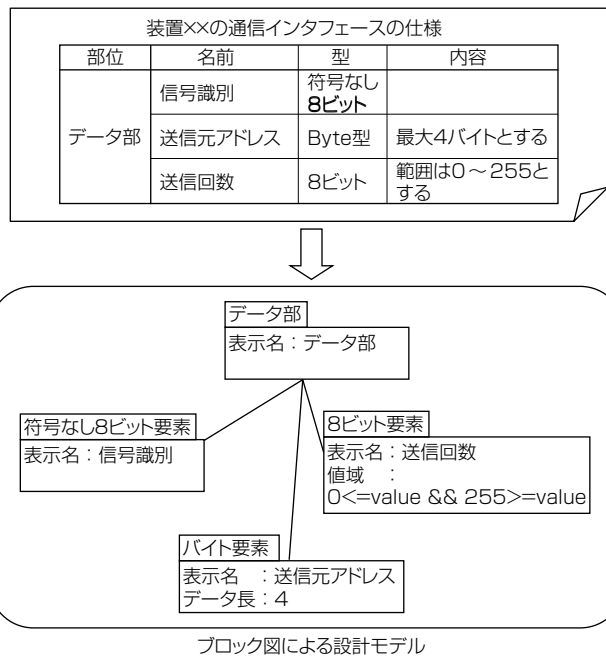 装置××の通信インタフェースの仕様
部位 名前 型 内容
データ部
信号識別 符号なし
8ビット
送信元アドレス Byte型 最大4バイトとする
送信回数 8ビット 範囲は0～255と
する
データ部
表示名：データ部
符号なし8ビット要素
表示名：信号識別
8ビット要素
表示名：送信回数
値域　：
0<=value && 255>=value
バイト要素
表示名　：送信元アドレス
データ長：4
ブロック図による設計モデル